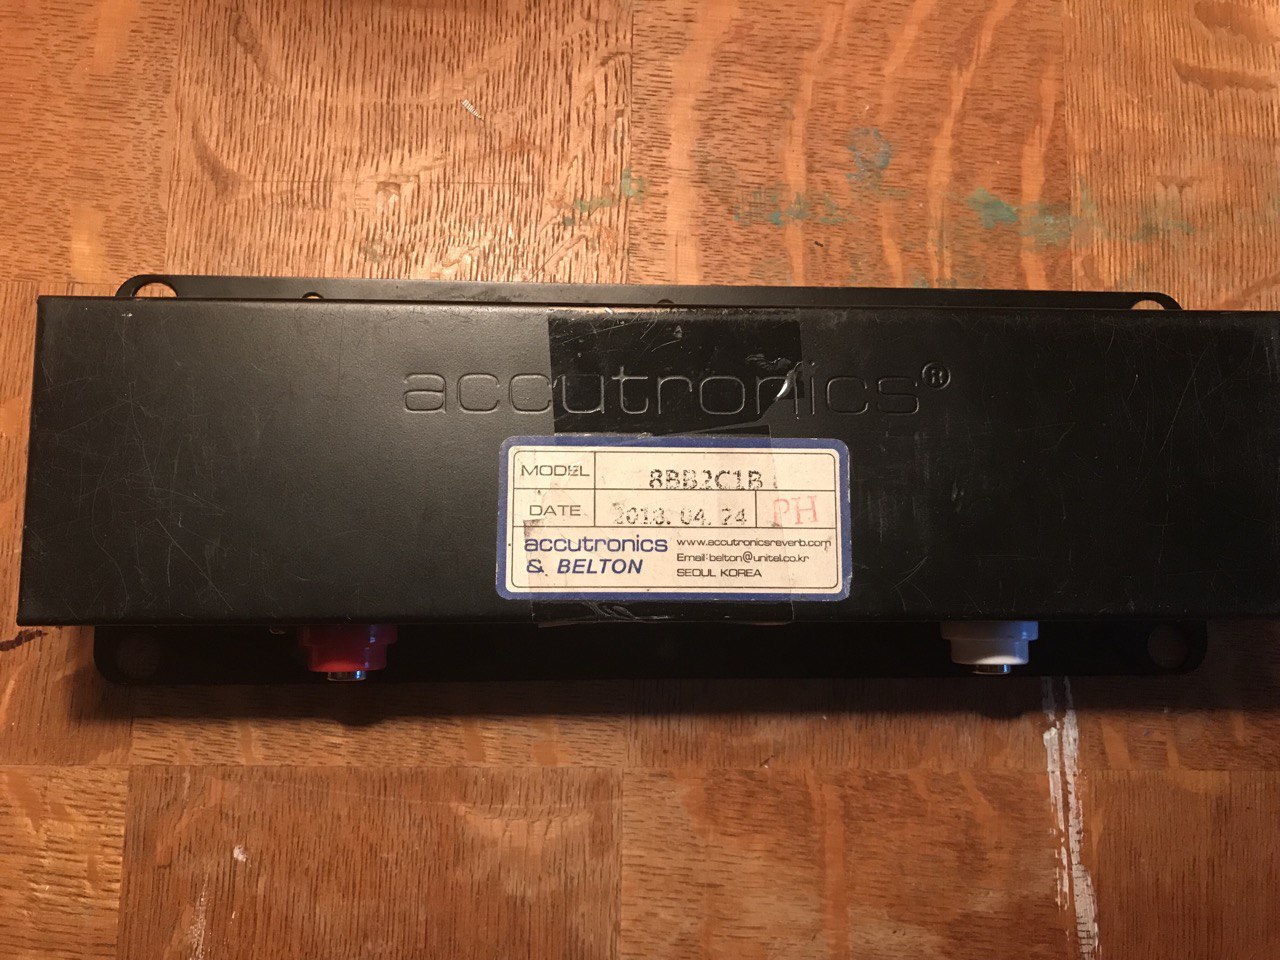 accutronics®
MODEL 8BB2C1B
DATE 2013.04.24 PH
accutronics www.accutronicsreverb.com
& BELTON Email:belton@unitel.co.kr
SEOUL KOREA